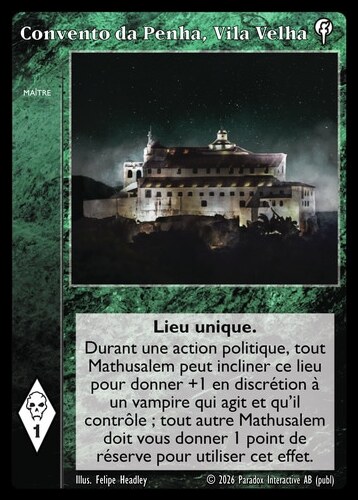 Convento da Penha, Vila Velha
MAÎTRE
Lieu unique.
Durant une action politique, tout
Mathusalem peut incliner ce lieu
pour donner +1 en discrétion à
un vampire qui agit et qu'il
contrôle ; tout autre Mathusalem
doit vous donner 1 point de
réserve pour utiliser cet effet.
1
Illus. Felipe Headley
© 2026 Paradox Interactive AB (publ)